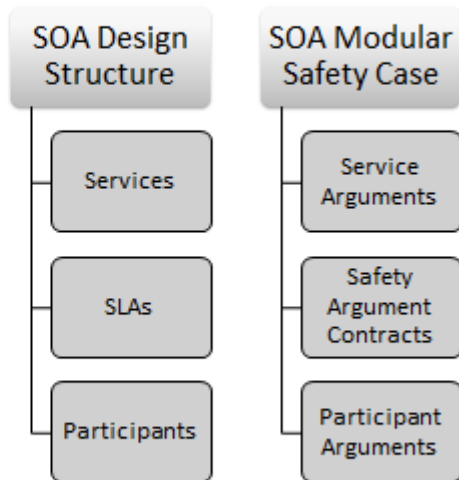 SOA Design
Structure
Services
SLAs
Participants
SOA Modular
Safety Case
Service
Arguments
Safety
Argument
Contracts
Participant
Arguments